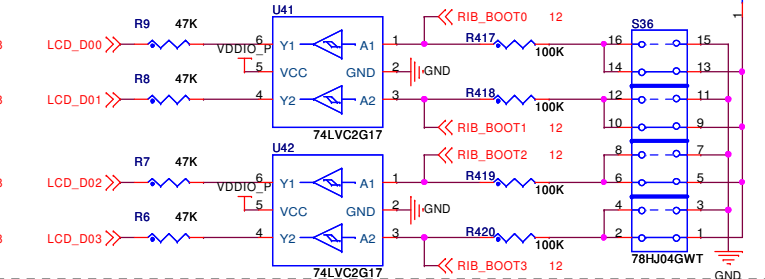 U41
RIB_BOOT0 12
S36
1
R9 47K
3 LCD_D00
VDDIO_P
6 Y1 A1 1
R417
100K
16 15
5 VCC GND 2 GND
14 13
R8 47K
3 LCD_D01
4 Y2 A2 3
R418
100K
12 11
74LVC2G17
RIB_BOOT1 12
10 9
U42
RIB_BOOT2 12
8 7
R7 47K
3 LCD_D02
VDDIO_P
6 Y1 A1 1
R419
100K
6 5
5 VCC GND 2 GND
4 3
R6 47K
3 LCD_D03
4 Y2 A2 3
R420
100K
2 1
78HJ04GWT
74LVC2G17
RIB_BOOT3 12
GND